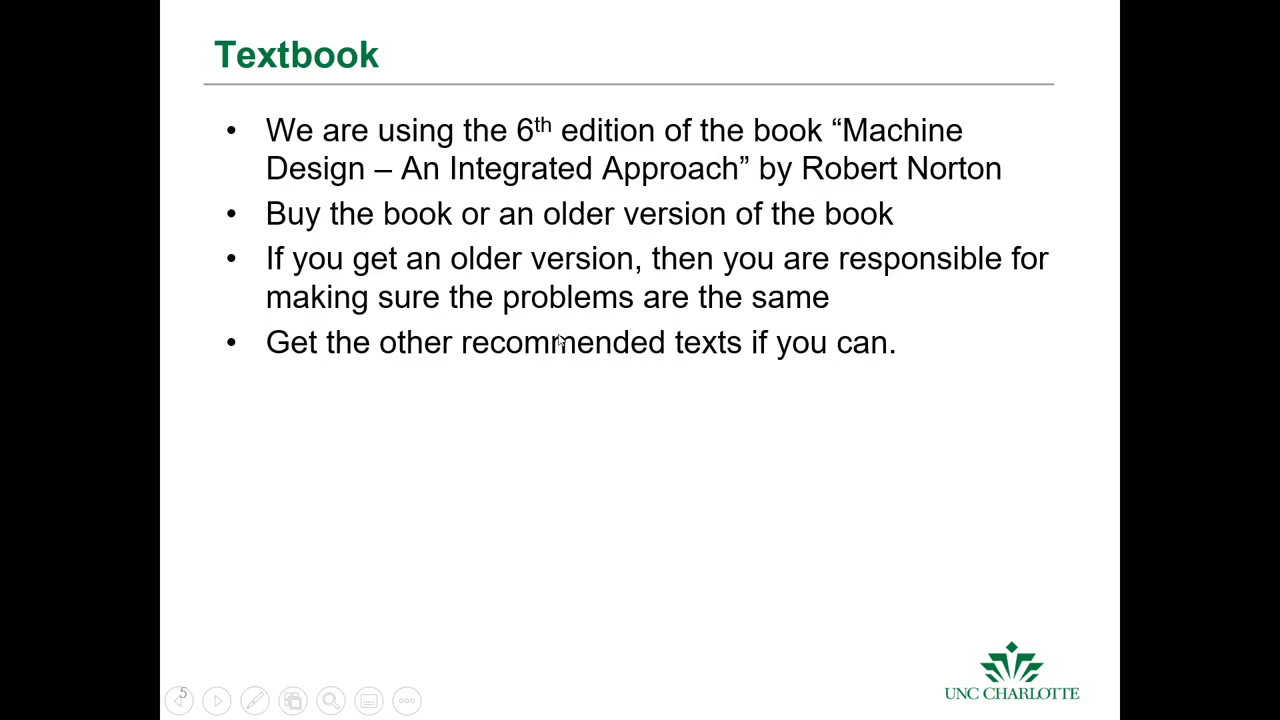 Textbook
• We are using the 6th edition of the book “Machine
Design – An Integrated Approach” by Robert Norton
• Buy the book or an older version of the book
• If you get an older version, then you are responsible for
making sure the problems are the same
• Get the other recommended texts if you can.
5
UNC CHARLOTTE